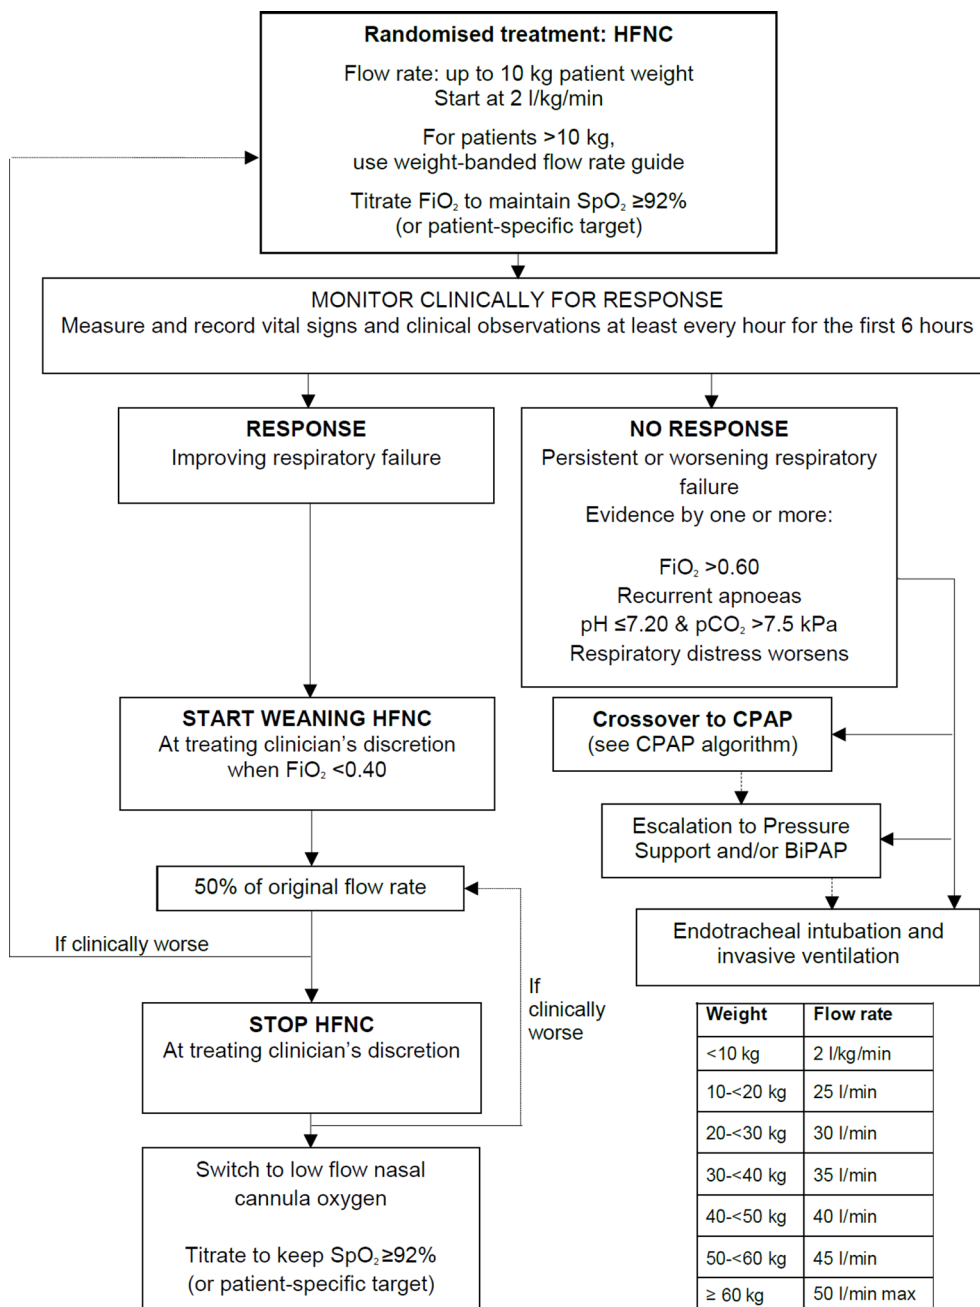 Randomised treatment: HFNC
Flow rate: up to 10 kg patient weight
Start at 2 l/kg/min
For patients >10 kg,
use weight-banded flow rate guide
Titrate FiO₂ to maintain SpO₂ ≥92%
(or patient-specific target)
MONITOR CLINICALLY FOR RESPONSE
Measure and record vital signs and clinical observations at least every hour for the first 6 hours
RESPONSE
Improving respiratory failure
NO RESPONSE
Persistent or worsening respiratory
failure
Evidence by one or more:
FiO₂ >0.60
Recurrent apnoeas
pH ≤7.20 & pCO₂ >7.5 kPa
Respiratory distress worsens
START WEANING HFNC
At treating clinician's discretion
when FiO₂ <0.40
Crossover to CPAP
(see CPAP algorithm)
Escalation to Pressure
Support and/or BiPAP
50% of original flow rate
Endotracheal intubation and
invasive ventilation
If clinically worse
If
clinically
worse
STOP HFNC
At treating clinician's discretion
Switch to low flow nasal
cannula oxygen
Titrate to keep SpO₂ ≥92%
(or patient-specific target)
Weight Flow rate
<10 kg 2 l/kg/min
10-<20 kg 25 l/min
20-<30 kg 30 l/min
30-<40 kg 35 l/min
40-<50 kg 40 l/min
50-<60 kg 45 l/min
≥ 60 kg 50 l/min max